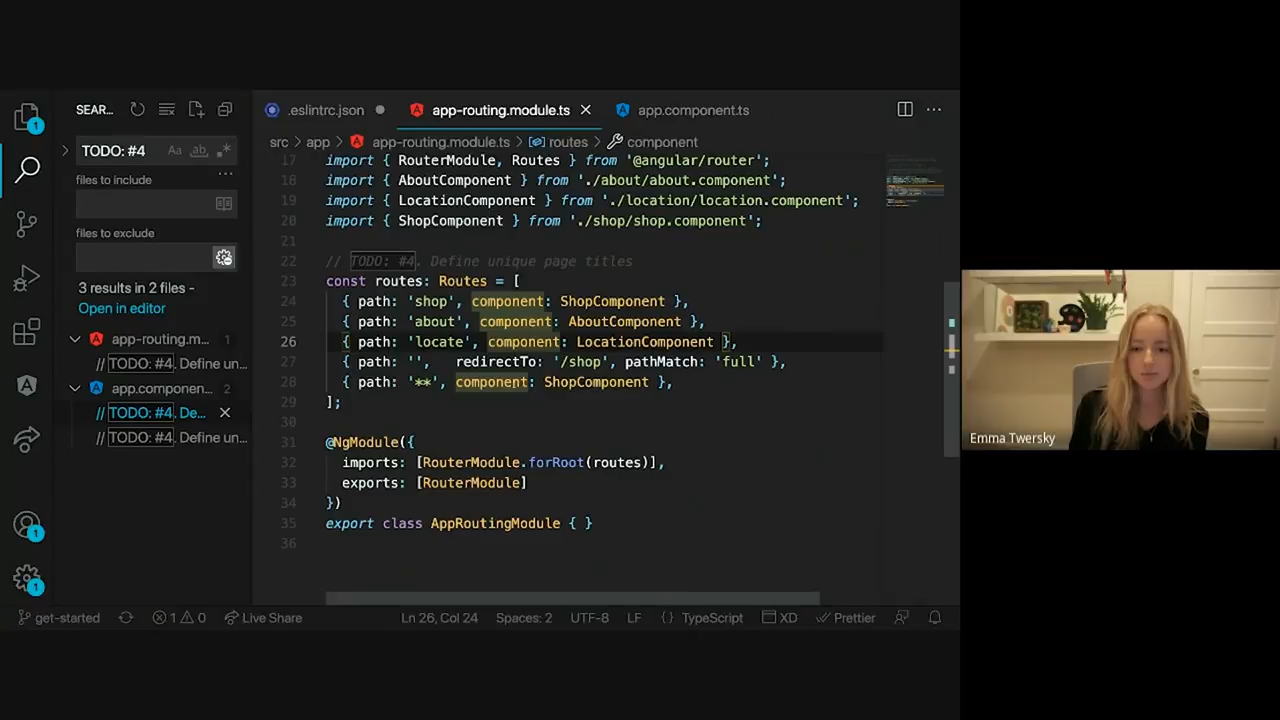 SEAR...
.eslintrc.json
app-routing.module.ts
app.component.ts
TODO: #4
Aa
ab
files to include
...
files to exclude
3 results in 2 files -
Open in editor
app-routing.m... 1
// TODO: #4. Define un...
app.componen... 2
// TODO: #4. De...
// TODO: #4. Define un...
src > app > app-routing.module.ts > routes > component
17 import { RouterModule, Routes } from '@angular/router';
18 import { AboutComponent } from './about/about.component';
19 import { LocationComponent } from './location/location.component';
20 import { ShopComponent } from './shop/shop.component';
21
22 // TODO: #4. Define unique page titles
23 const routes: Routes = [
24 { path: 'shop', component: ShopComponent },
25 { path: 'about', component: AboutComponent },
26 { path: 'locate', component: LocationComponent },
27 { path: '', redirectTo: '/shop', pathMatch: 'full' },
28 { path: '**', component: ShopComponent },
29 ];
30
31 @NgModule({
32 imports: [RouterModule.forRoot(routes)],
33 exports: [RouterModule]
34 })
35 export class AppRoutingModule { }
36
1
1
1
get-started
1 0
Live Share
Ln 26, Col 24
Spaces: 2
UTF-8
LF
{ } TypeScript
XD
Prettier
Emma Twersky